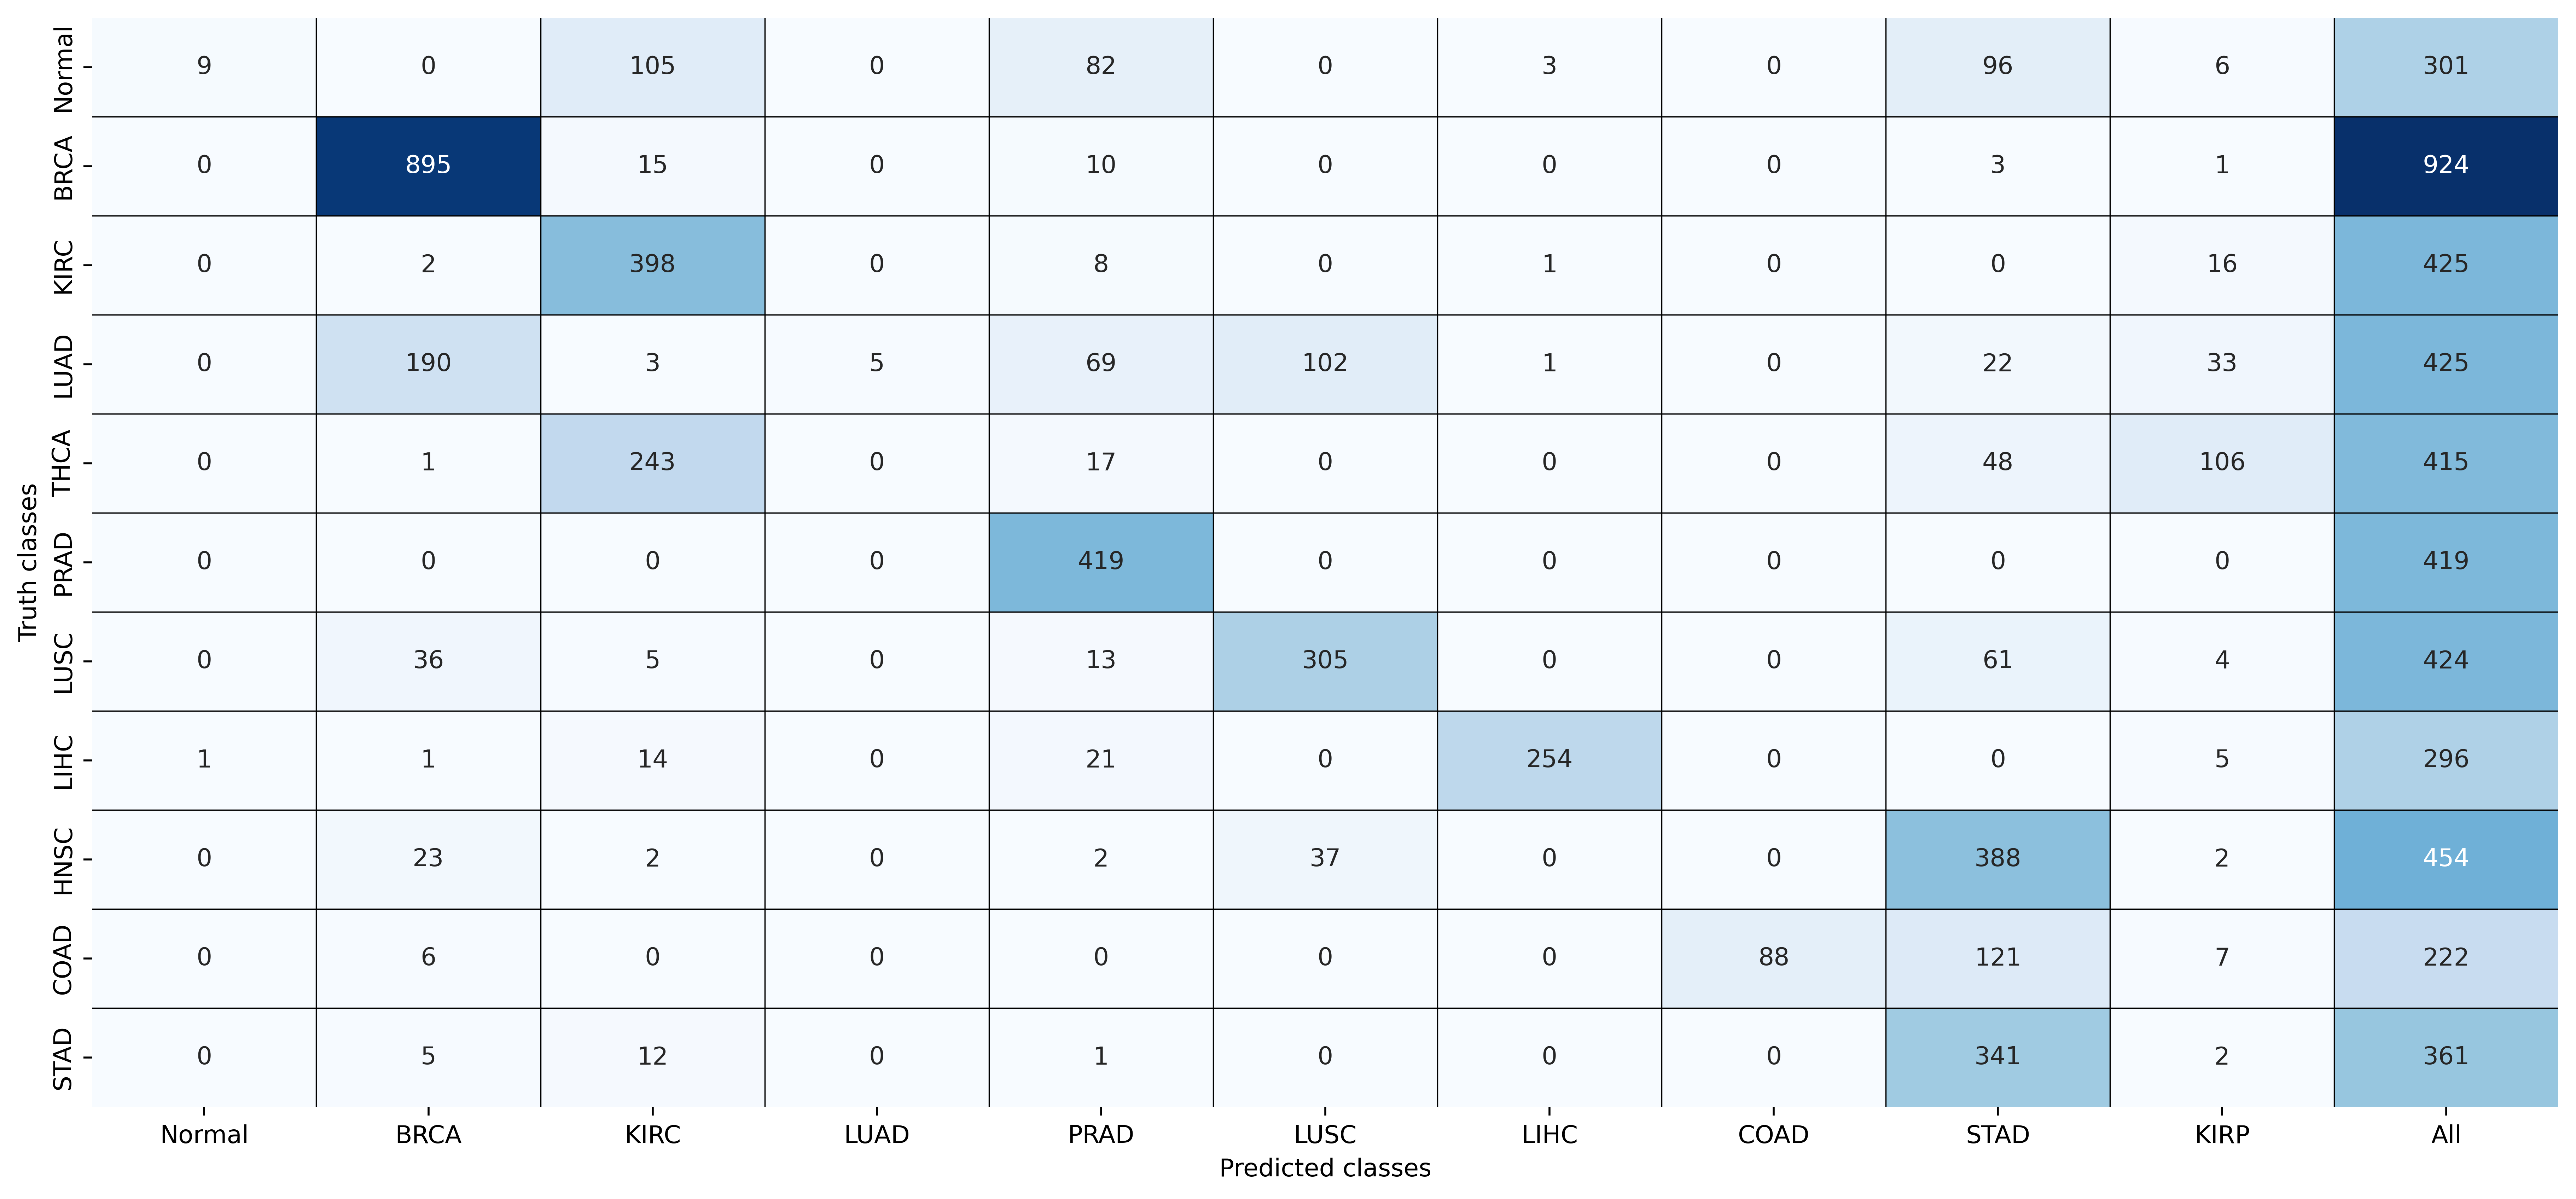 Normal 9 0 105 0 82 0 3 0 96 6 301
BRCA 0 895 15 0 10 0 0 0 3 1 924
KIRC 0 2 398 0 8 0 1 0 0 16 425
LUAD 0 190 3 5 69 102 1 0 22 33 425
THCA 0 1 243 0 17 0 0 0 48 106 415
PRAD 0 0 0 0 419 0 0 0 0 0 419
LUSC 0 36 5 0 13 305 0 0 61 4 424
LIHC 1 1 14 0 21 0 254 0 0 5 296
HNSC 0 23 2 0 2 37 0 0 388 2 454
COAD 0 6 0 0 0 0 0 88 121 7 222
STAD 0 5 12 0 1 0 0 0 341 2 361
Normal BRCA KIRC LUAD PRAD LUSC LIHC COAD STAD KIRP All
Predicted classes
Truth classes